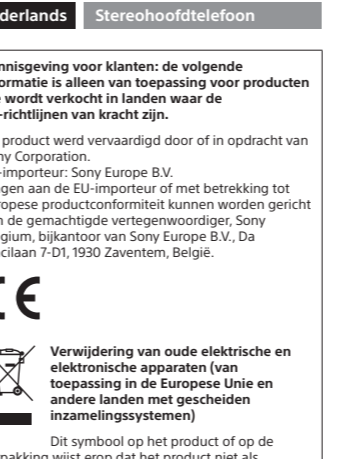 derlands Stereohoofdtelefoon
nnisgeving voor klanten: de volgende
ormatie is alleen van toepassing voor producten
e wordt verkocht in landen waar de
-richtlijnen van kracht zijn.
product werd vervaardigd door of in opdracht van
ny Corporation.
-importeur: Sony Europe B.V.
gen aan de EU-importeur of met betrekking tot
ropese productconformiteit kunnen worden gericht
n de gemachtigde vertegenwoordiger, Sony
gium, bijkantoor van Sony Europe B.V., Da
cilaan 7-D1, 1930 Zaventem, België.
CE
Verwijdering van oude elektrische en
elektronische apparaten (van
toepassing in de Europese Unie en
andere landen met gescheiden
inzamelingssystemen)
Dit symbool op het product of op de
pakking wijst erop dat het product niet als